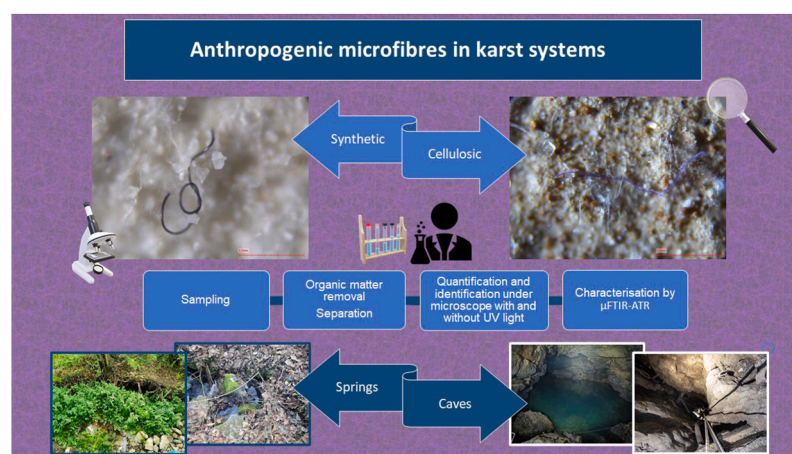 Anthropogenic microfibres in karst systems
Synthetic
Cellulosic
Sampling
Organic matter
removal
Separation
Quantification and
identification under
microscope with and
without UV light
Characterisation by
µFTIR-ATR
Springs
Caves